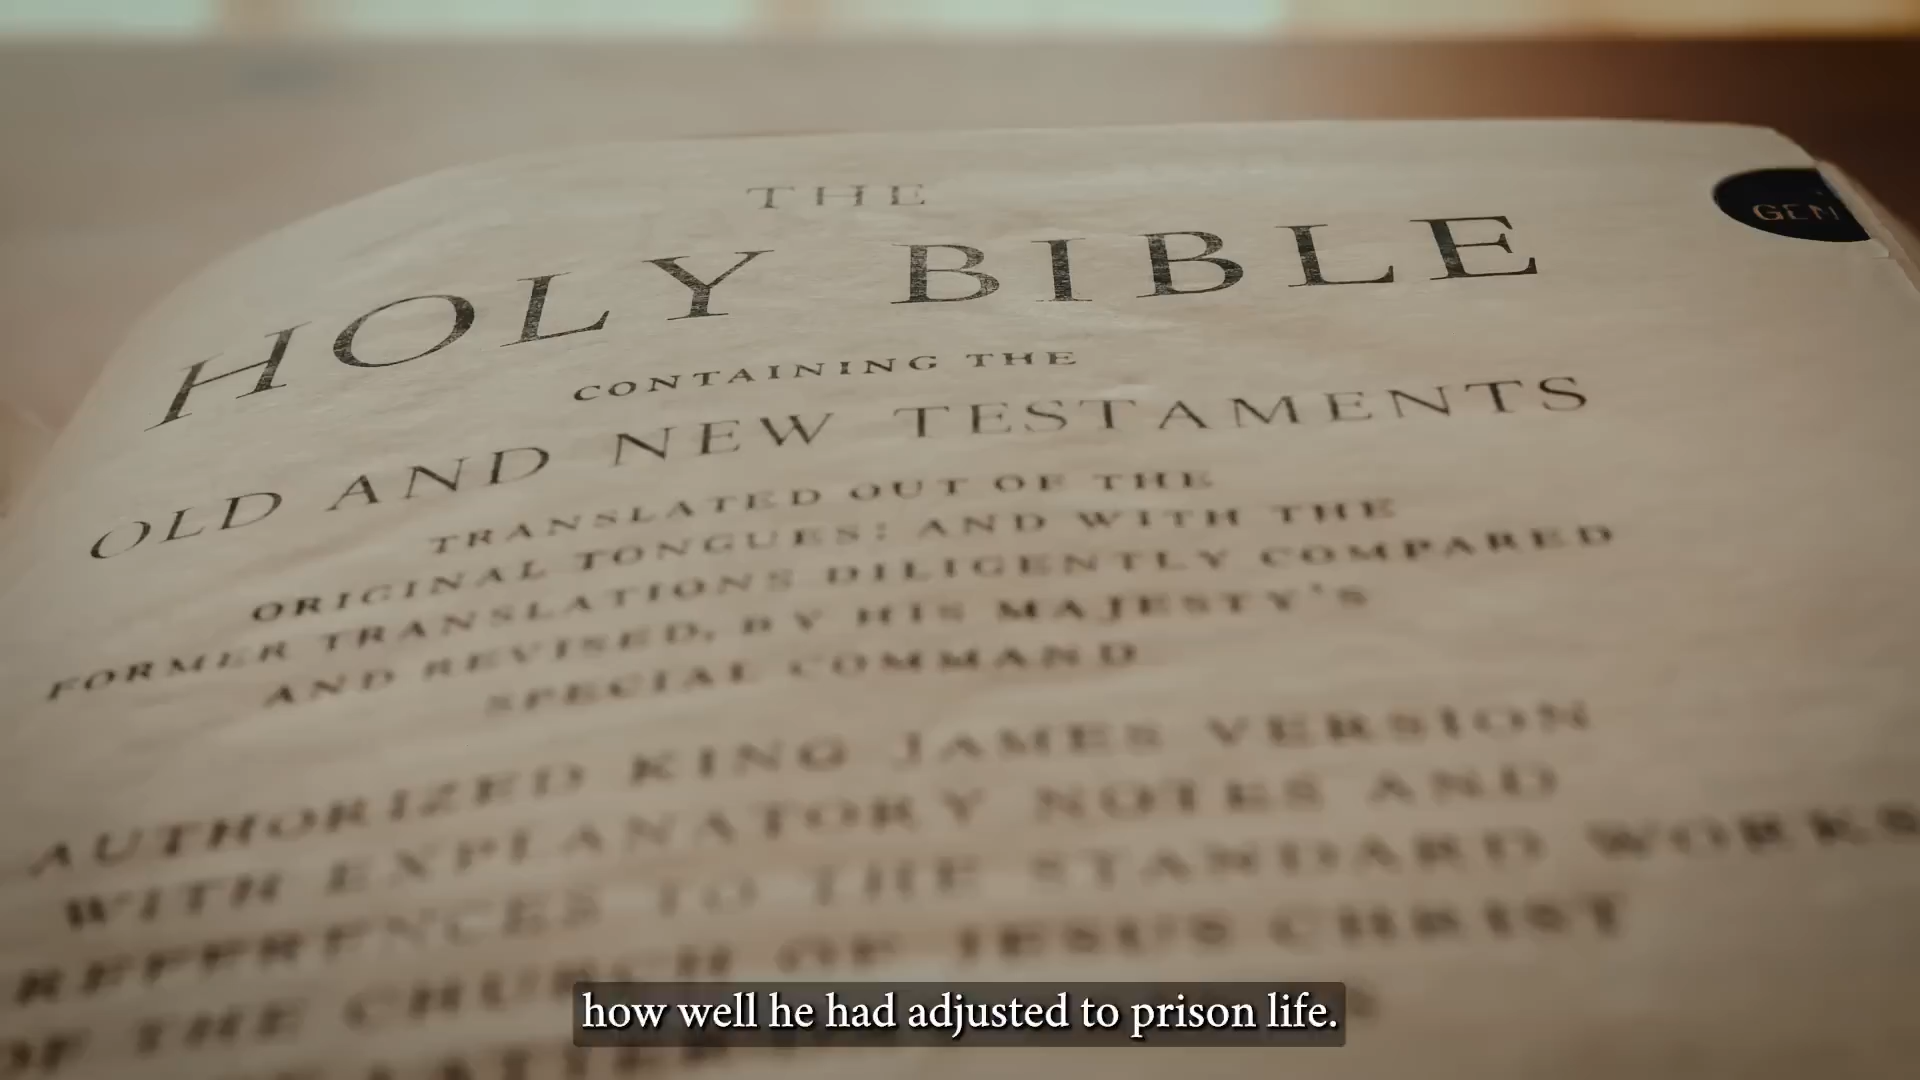 THE
GEN
HOLY BIBLE
CONTAINING THE
OLD AND NEW TESTAMENTS
TRANSLATED OUT OF THE
ORIGINAL TONGUES: AND WITH THE
FORMER TRANSLATIONS DILIGENTLY COMPARED
AND REVISED, BY HIS MAJESTY'S
SPECIAL COMMAND
AUTHORIZED KING JAMES VERSION
WITH EXPLANATORY NOTES AND
REFERENCES TO THE STANDARD WORKS
OF THE CHURCH OF JESUS CHRIST
how well he had adjusted to prison life.